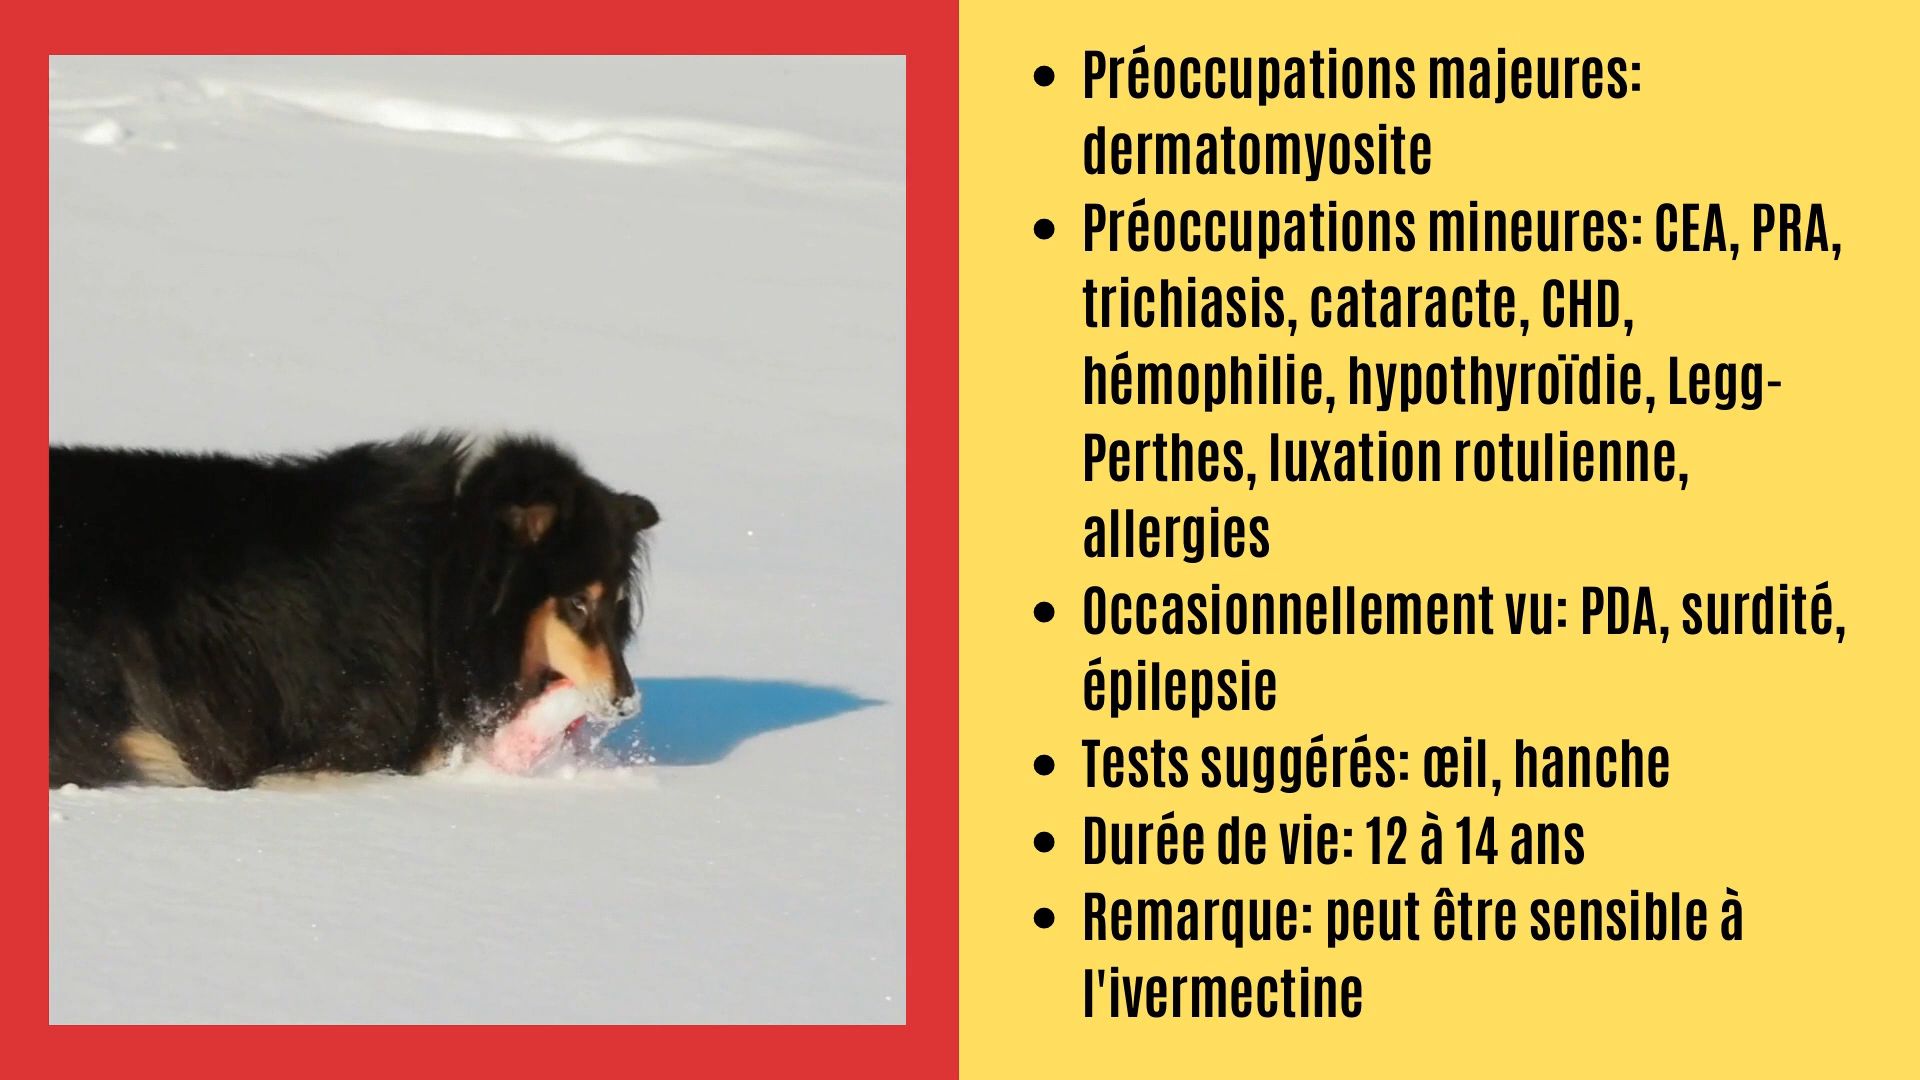 • Préoccupations majeures:
dermatomyosite
• Préoccupations mineures: CEA, PRA,
trichiasis, cataracte, CHD,
hémophilie, hypothyroïdie, Legg-
Perthes, luxation rotulienne,
allergies
• Occasionnellement vu: PDA, surdité,
épilepsie
• Tests suggérés: œil, hanche
• Durée de vie: 12 à 14 ans
• Remarque: peut être sensible à
l'ivermectine